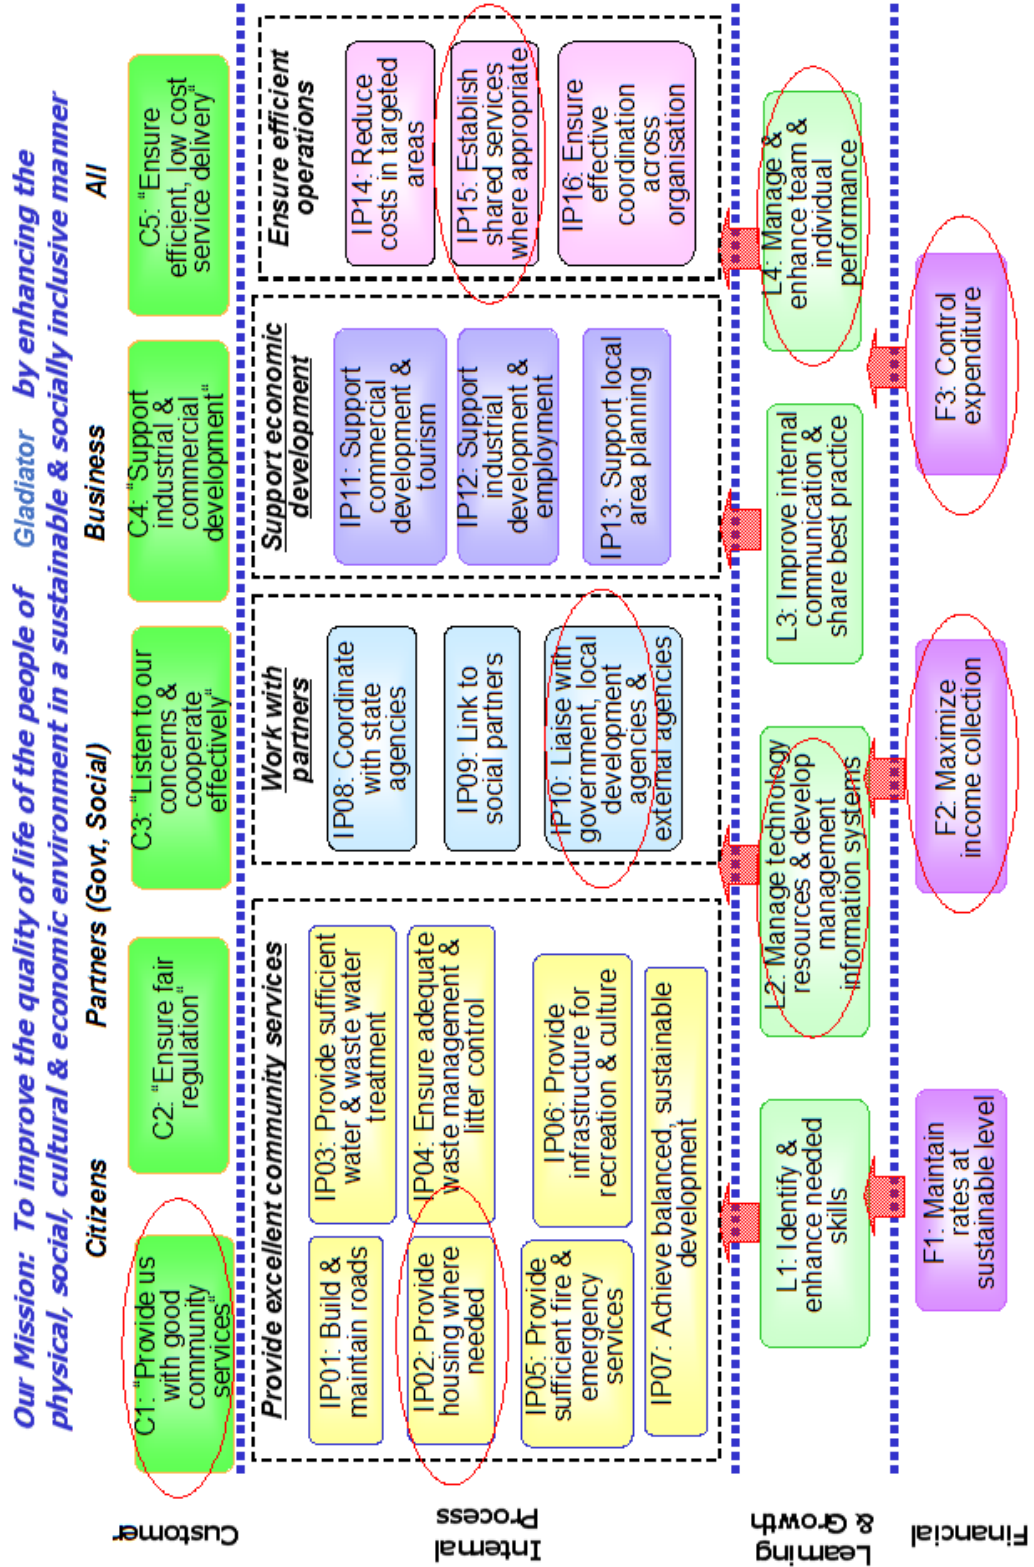 Our Mission: To improve the quality of life of the people of Gladiator by enhancing the
physical, social, cultural & economic environment in a sustainable & socially inclusive manner
Citizens
Partners (Govt, Social)
Business
All
Customer
C1: "Provide us
with good
community
services"
C2: "Ensure fair
regulation"
C3: "Listen to our
concerns &
cooperate
effectively"
C4: "Support
industrial &
commercial
development"
C5: "Ensure
efficient, low cost
service delivery"
Internal
Process
Provide excellent community services
IP01: Build &
maintain roads
IP03: Provide sufficient
water & waste water
treatment
IP02: Provide
housing where
needed
IP04: Ensure adequate
waste management &
litter control
IP05: Provide
sufficient fire &
emergency
services
IP06: Provide
infrastructure for
recreation & culture
IP07: Achieve balanced, sustainable
development
Work with
partners
IP08: Coordinate
with state
agencies
IP09: Link to
social partners
IP10: Liaise with
government, local
development
agencies &
external agencies
Support economic
development
IP11: Support
commercial
development &
tourism
IP12: Support
industrial
development &
employment
IP13: Support local
area planning
Ensure efficient
operations
IP14: Reduce
costs in targeted
areas
IP15: Establish
shared services
where appropriate
IP16: Ensure
effective
coordination
across
organisation
Learning
& Growth
L1: Identify &
enhance needed
skills
L2: Manage technology
resources & develop
management
information systems
L3: Improve internal
communication &
share best practice
L4: Manage &
enhance team &
individual
performance
Financial
F1: Maintain
rates at
sustainable level
F2: Maximize
income collection
F3: Control
expenditure